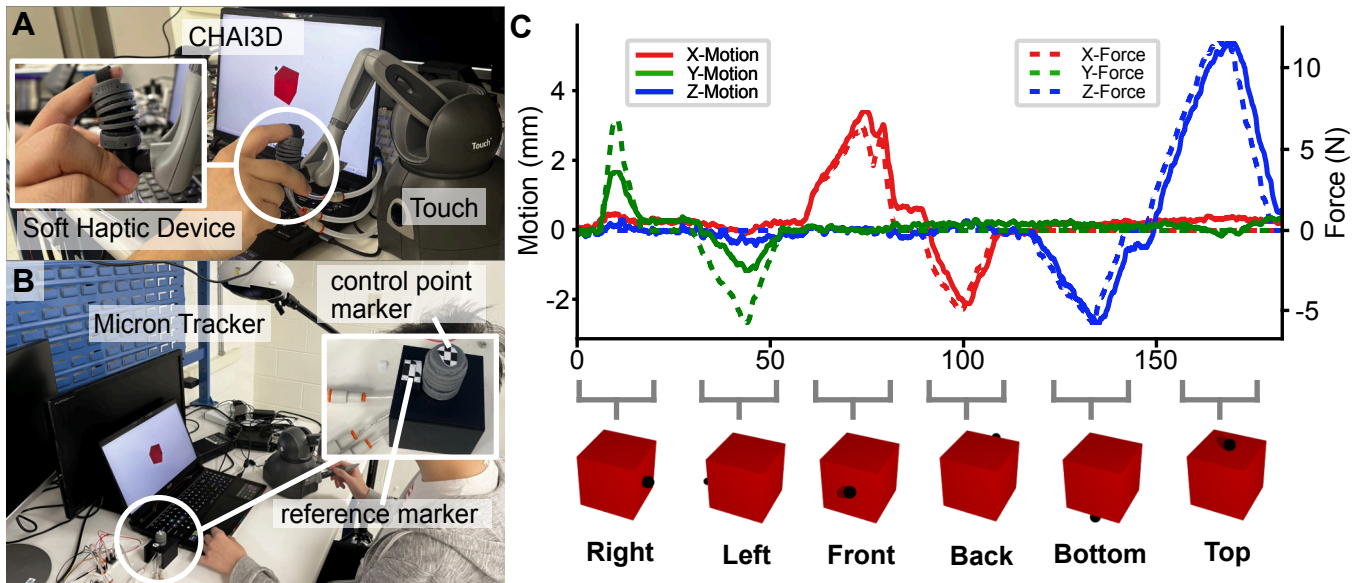 A
CHAI3D
Touch
Touch
Soft Haptic Device
B
Micron Tracker
control point
marker
reference marker
C
X-Motion
Y-Motion
Z-Motion
X-Force
Y-Force
Z-Force
Motion (mm)
4
2
0
-2
Force (N)
10
5
0
-5
0 50 100 150
Right Left Front Back Bottom Top